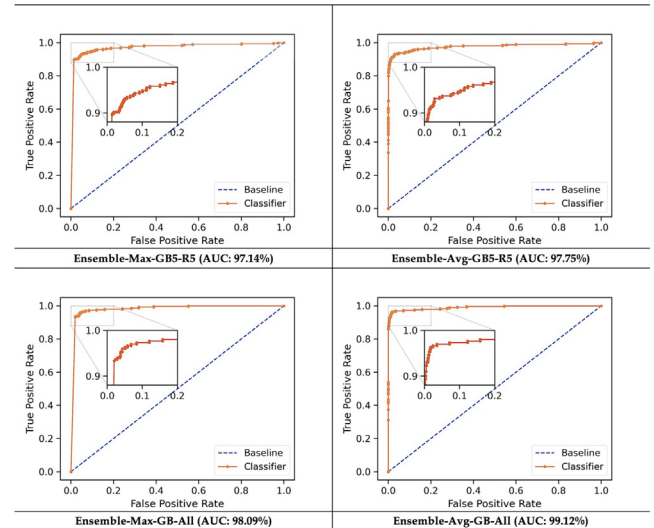 1.0
0.8
0.6
0.4
0.2
0.0
True Positive Rate
1.0
0.9
0.0 0.1 0.2
Baseline
Classifier
0.0 0.2 0.4 0.6 0.8 1.0
False Positive Rate
Ensemble-Max-GB5-R5 (AUC: 97.14%)
1.0
0.8
0.6
0.4
0.2
0.0
True Positive Rate
1.0
0.9
0.0 0.1 0.2
Baseline
Classifier
0.0 0.2 0.4 0.6 0.8 1.0
False Positive Rate
Ensemble-Avg-GB5-R5 (AUC: 97.75%)
1.0
0.8
0.6
0.4
0.2
0.0
True Positive Rate
1.0
0.9
0.0 0.1 0.2
Baseline
Classifier
0.0 0.2 0.4 0.6 0.8 1.0
False Positive Rate
Ensemble-Max-GB-All (AUC: 98.09%)
1.0
0.8
0.6
0.4
0.2
0.0
True Positive Rate
1.0
0.9
0.0 0.1 0.2
Baseline
Classifier
0.0 0.2 0.4 0.6 0.8 1.0
False Positive Rate
Ensemble-Avg-GB-All (AUC: 99.12%)